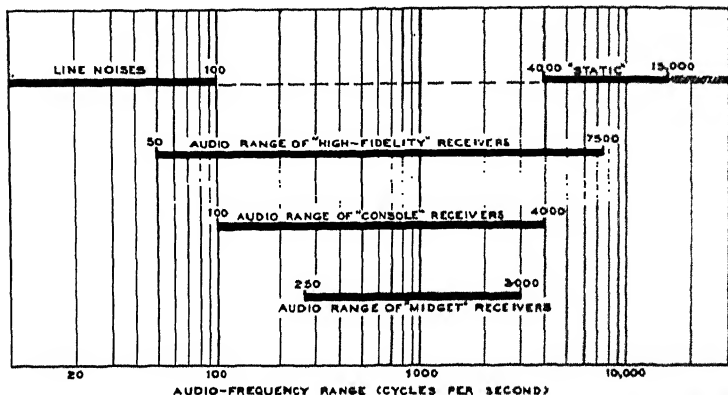 LINE NOISES 100 4000 "STATIC" 15,000
50 AUDIO RANGE OF "HIGH-FIDELITY" RECEIVERS 7500
100 AUDIO RANGE OF "CONSOLE" RECEIVERS 4000
250 3000
AUDIO RANGE OF "MIDGET" RECEIVERS
20 100 1000 10,000
AUDIO-FREQUENCY RANGE (CYCLES PER SECOND)